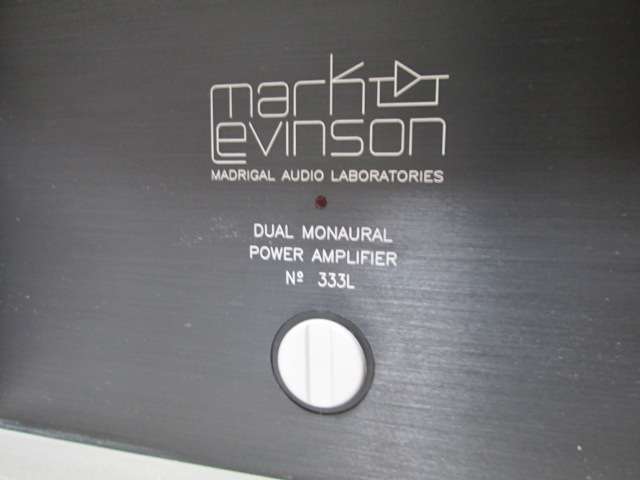 mark
levinson
MADRIGAL AUDIO LABORATORIES
DUAL MONAURAL
POWER AMPLIFIER
Nº 333L